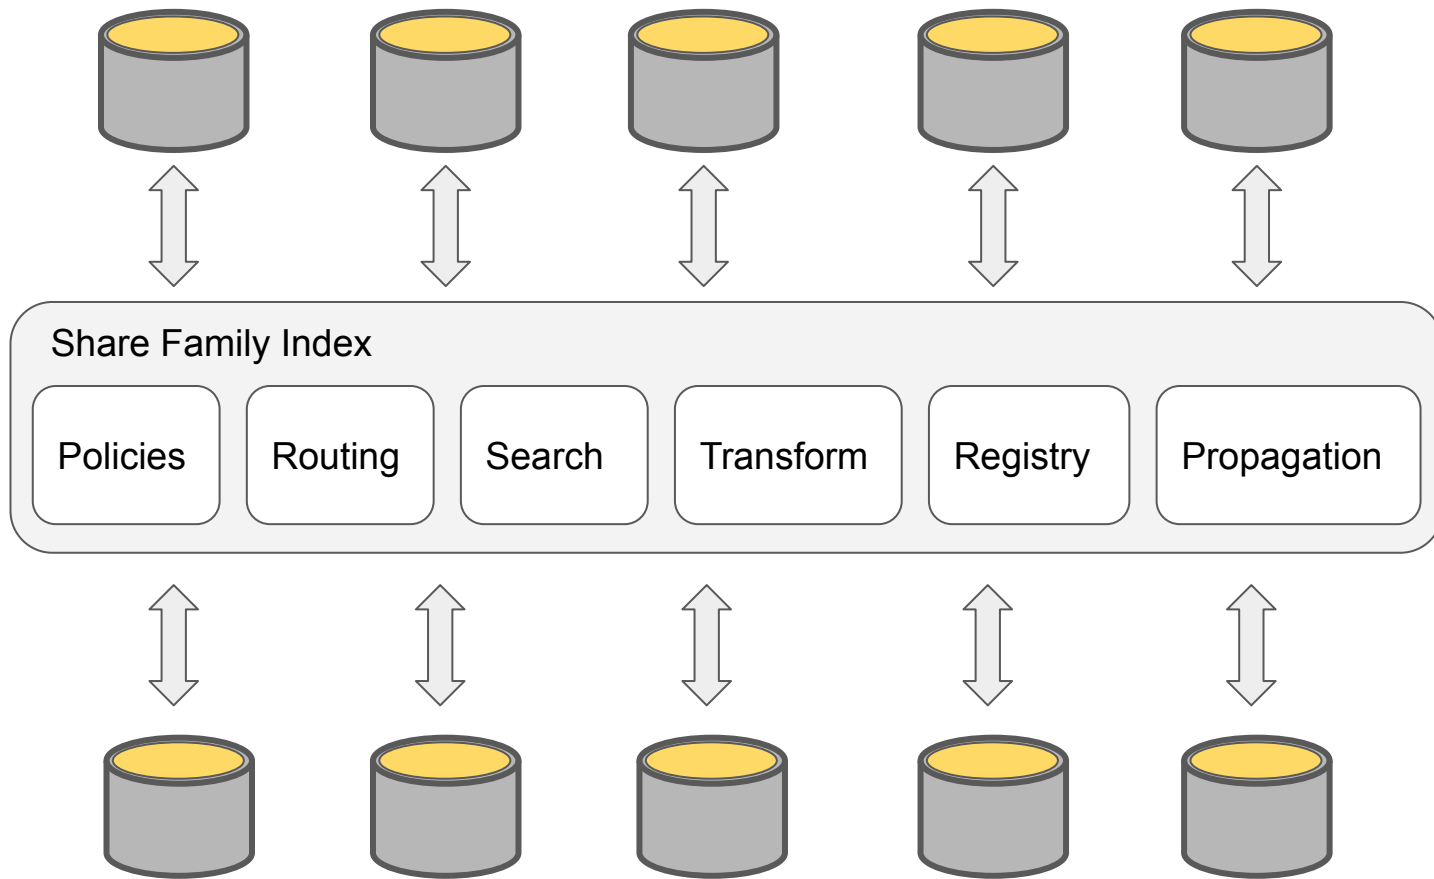 Share Family Index
Policies
Routing
Search
Transform
Registry
Propagation